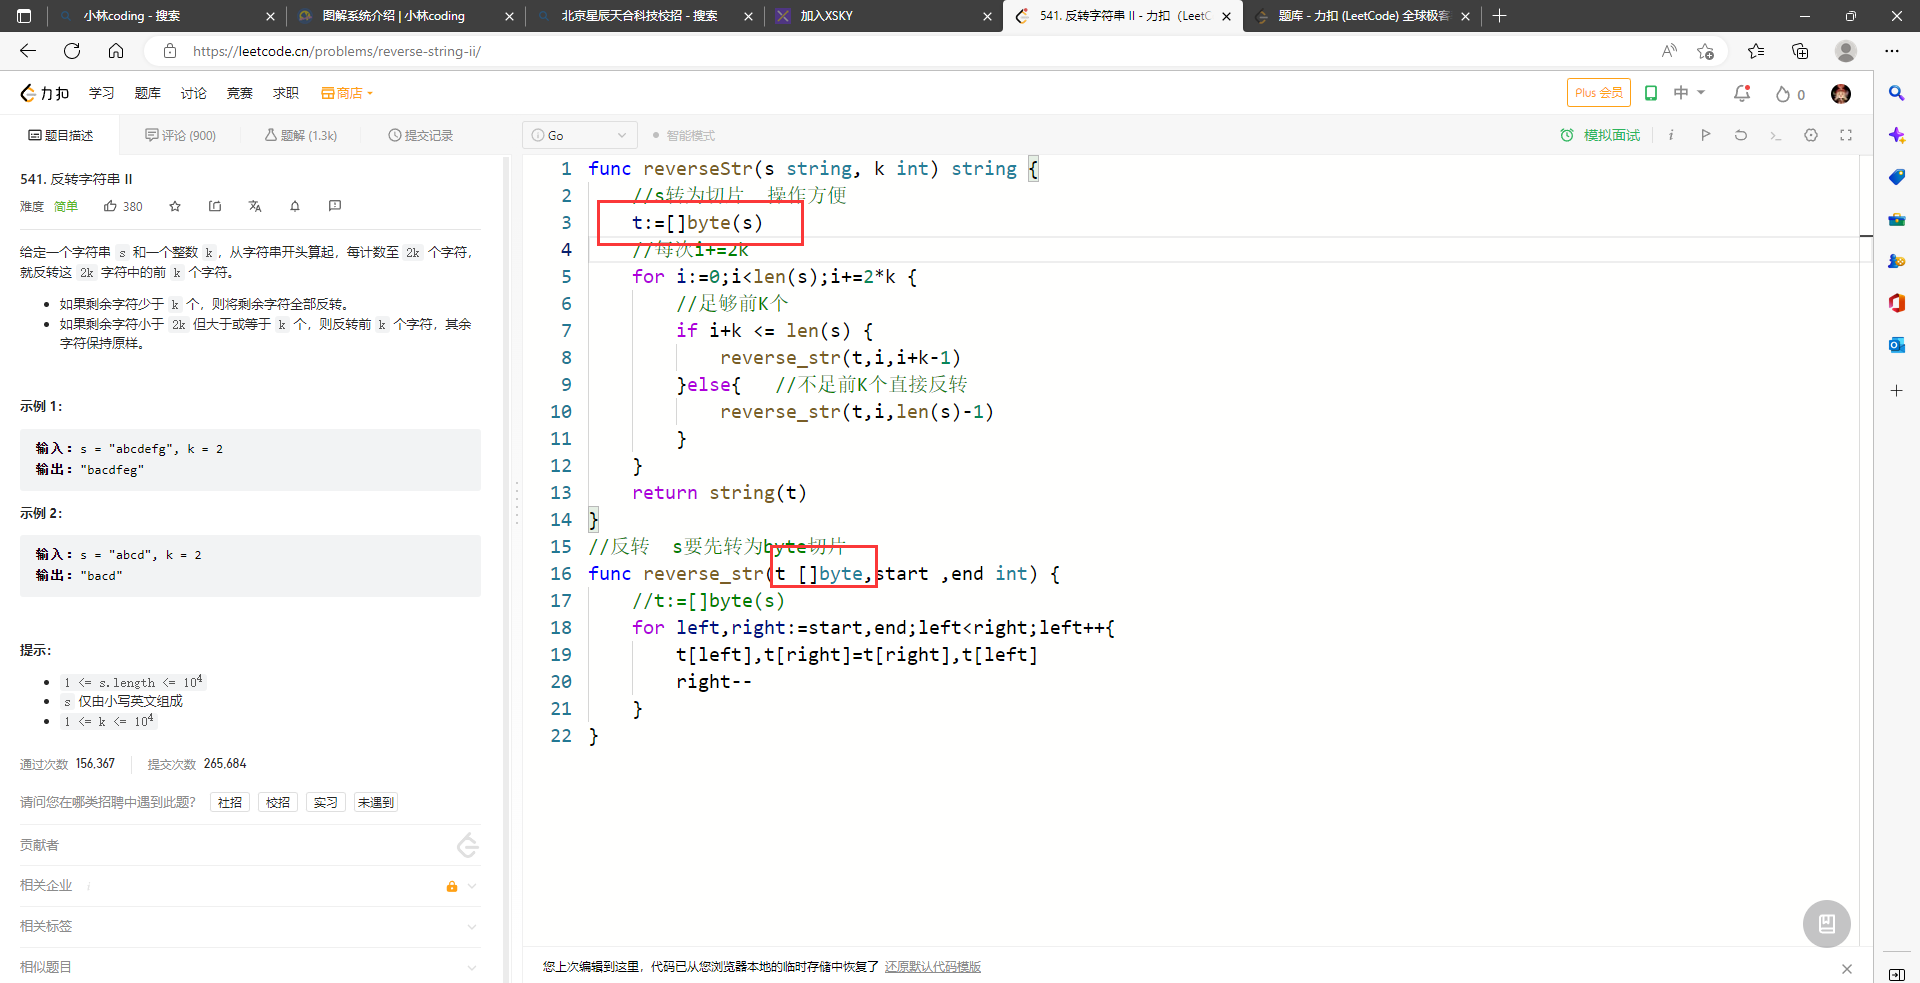 小林coding - 搜索
图解系统介绍 | 小林coding
北京星辰天合科技校招 - 搜索
加入XSKY
541. 反转字符串 II - 力扣 (LeetC
题库 - 力扣 (LeetCode) 全球极客
https://leetcode.cn/problems/reverse-string-ii/
力扣 学习 题库 讨论 竞赛 求职 商店
Plus 会员 中 0
题目描述 评论 (900) 题解 (1.3k) 提交记录
Go 智能模式 模拟面试
541. 反转字符串 II
难度 简单 380
给定一个字符串 s 和一个整数 k，从字符串开头算起，每计数至 2k 个字符，
就反转这 2k 字符中的前 k 个字符。
如果剩余字符少于 k 个，则将剩余字符全部反转。
如果剩余字符小于 2k 但大于或等于 k 个，则反转前 k 个字符，其余
字符保持原样。
示例 1：
输入：s = "abcdefg", k = 2
输出："bacdfeg"
示例 2：
输入：s = "abcd", k = 2
输出："bacd"
提示：
1 <= s.length <= 10⁴
s 仅由小写英文组成
1 <= k <= 10⁴
通过次数 156,367 提交次数 265,684
请问您在哪类招聘中遇到此题？ 社招 校招 实习 未遇到
贡献者
相关企业
相关标签
相似题目
1 func reverseStr(s string, k int) string {
2 //s转为切片 操作方便
3 t:=[]byte(s)
4 //每次i+=2k
5 for i:=0;i<len(s);i+=2*k {
6 //足够前K个
7 if i+k <= len(s) {
8 reverse_str(t,i,i+k-1)
9 }else{ //不足前K个直接反转
10 reverse_str(t,i,len(s)-1)
11 }
12 }
13 return string(t)
14 }
15 //反转 s要先转为byte切片
16 func reverse_str(t []byte,start ,end int) {
17 //t:=[]byte(s)
18 for left,right:=start,end;left<right;left++{
19 t[left],t[right]=t[right],t[left]
20 right--
21 }
22 }
您上次编辑到这里，代码已从您浏览器本地的临时存储中恢复了 还原默认代码模版